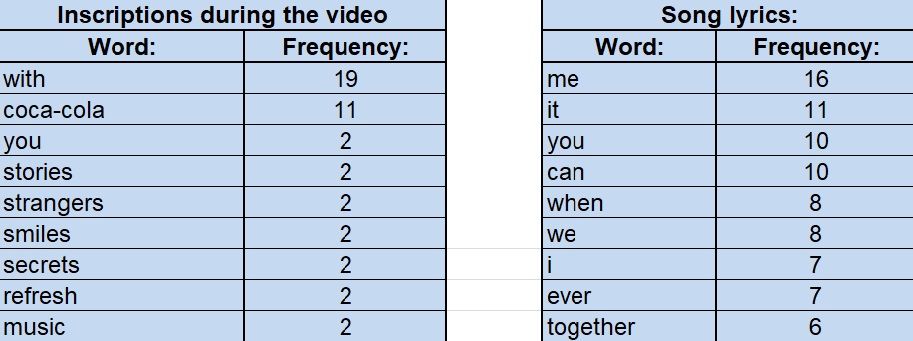 Inscriptions during the video Song lyrics:
Word: Frequency: Word: Frequency:
with 19 me 16
coca-cola 11 it 11
you 2 you 10
stories 2 can 10
strangers 2 when 8
smiles 2 we 8
secrets 2 i 7
refresh 2 ever 7
music 2 together 6